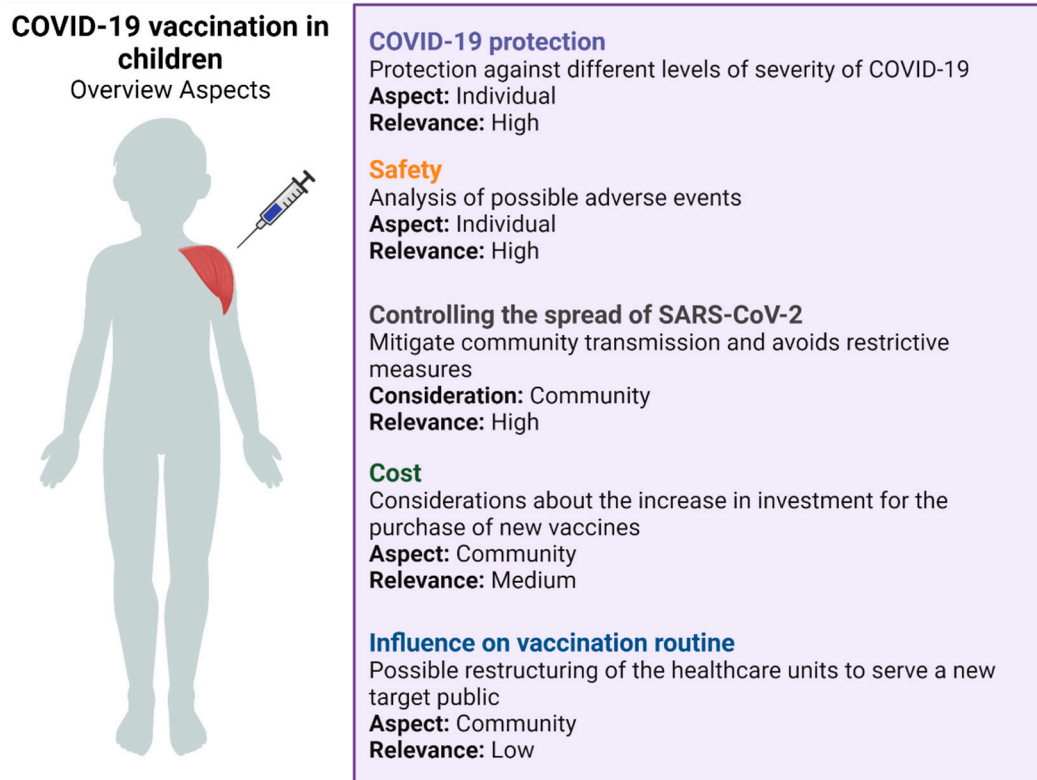 COVID-19 vaccination in
children
Overview Aspects
COVID-19 protection
Protection against different levels of severity of COVID-19
Aspect: Individual
Relevance: High
Safety
Analysis of possible adverse events
Aspect: Individual
Relevance: High
Controlling the spread of SARS-CoV-2
Mitigate community transmission and avoids restrictive
measures
Consideration: Community
Relevance: High
Cost
Considerations about the increase in investment for the
purchase of new vaccines
Aspect: Community
Relevance: Medium
Influence on vaccination routine
Possible restructuring of the healthcare units to serve a new
target public
Aspect: Community
Relevance: Low